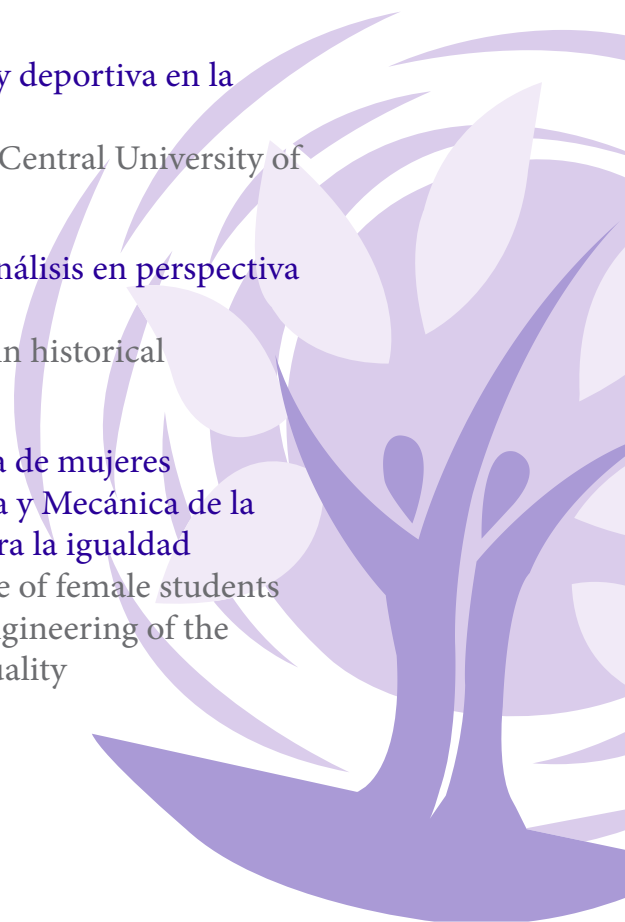 y deportiva en la
Central University of
nálisis en perspectiva
in historical
a de mujeres
a y Mecánica de la
ra la igualdad
e of female students
gineering of the
uality